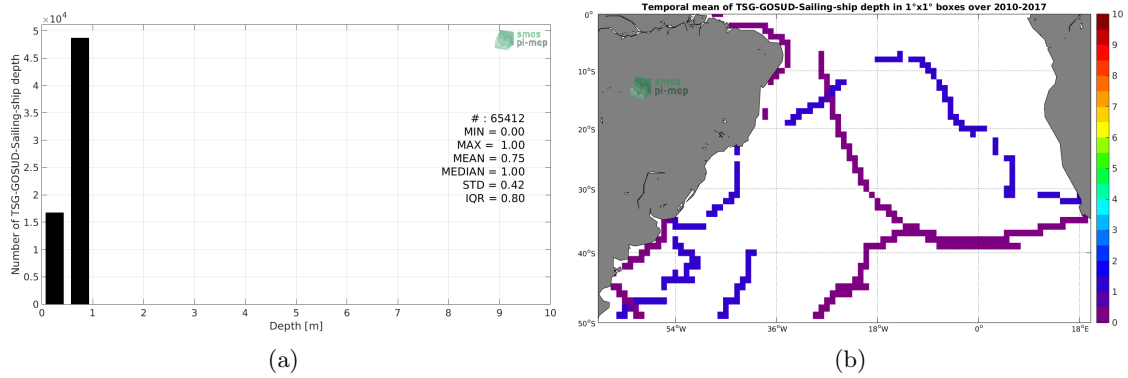 ×10⁴
5
4.5
4
3.5
3
2.5
2
1.5
1
0.5
0
Number of TSG-GOSUD-Sailing-ship depth
smos
pi-mep
# : 65412
MIN = 0.00
MAX = 1.00
MEAN = 0.75
MEDIAN = 1.00
STD = 0.42
IQR = 0.80
0 1 2 3 4 5 6 7 8 9 10
Depth [m]
(a)
Temporal mean of TSG-GOSUD-Sailing-ship depth in 1°x1° boxes over 2010-2017
0°
10°S
20°S
30°S
40°S
50°S
smos
pi-mep
54°W 36°W 18°W 0° 18°E
10
9
8
7
6
5
4
3
2
1
0
(b)